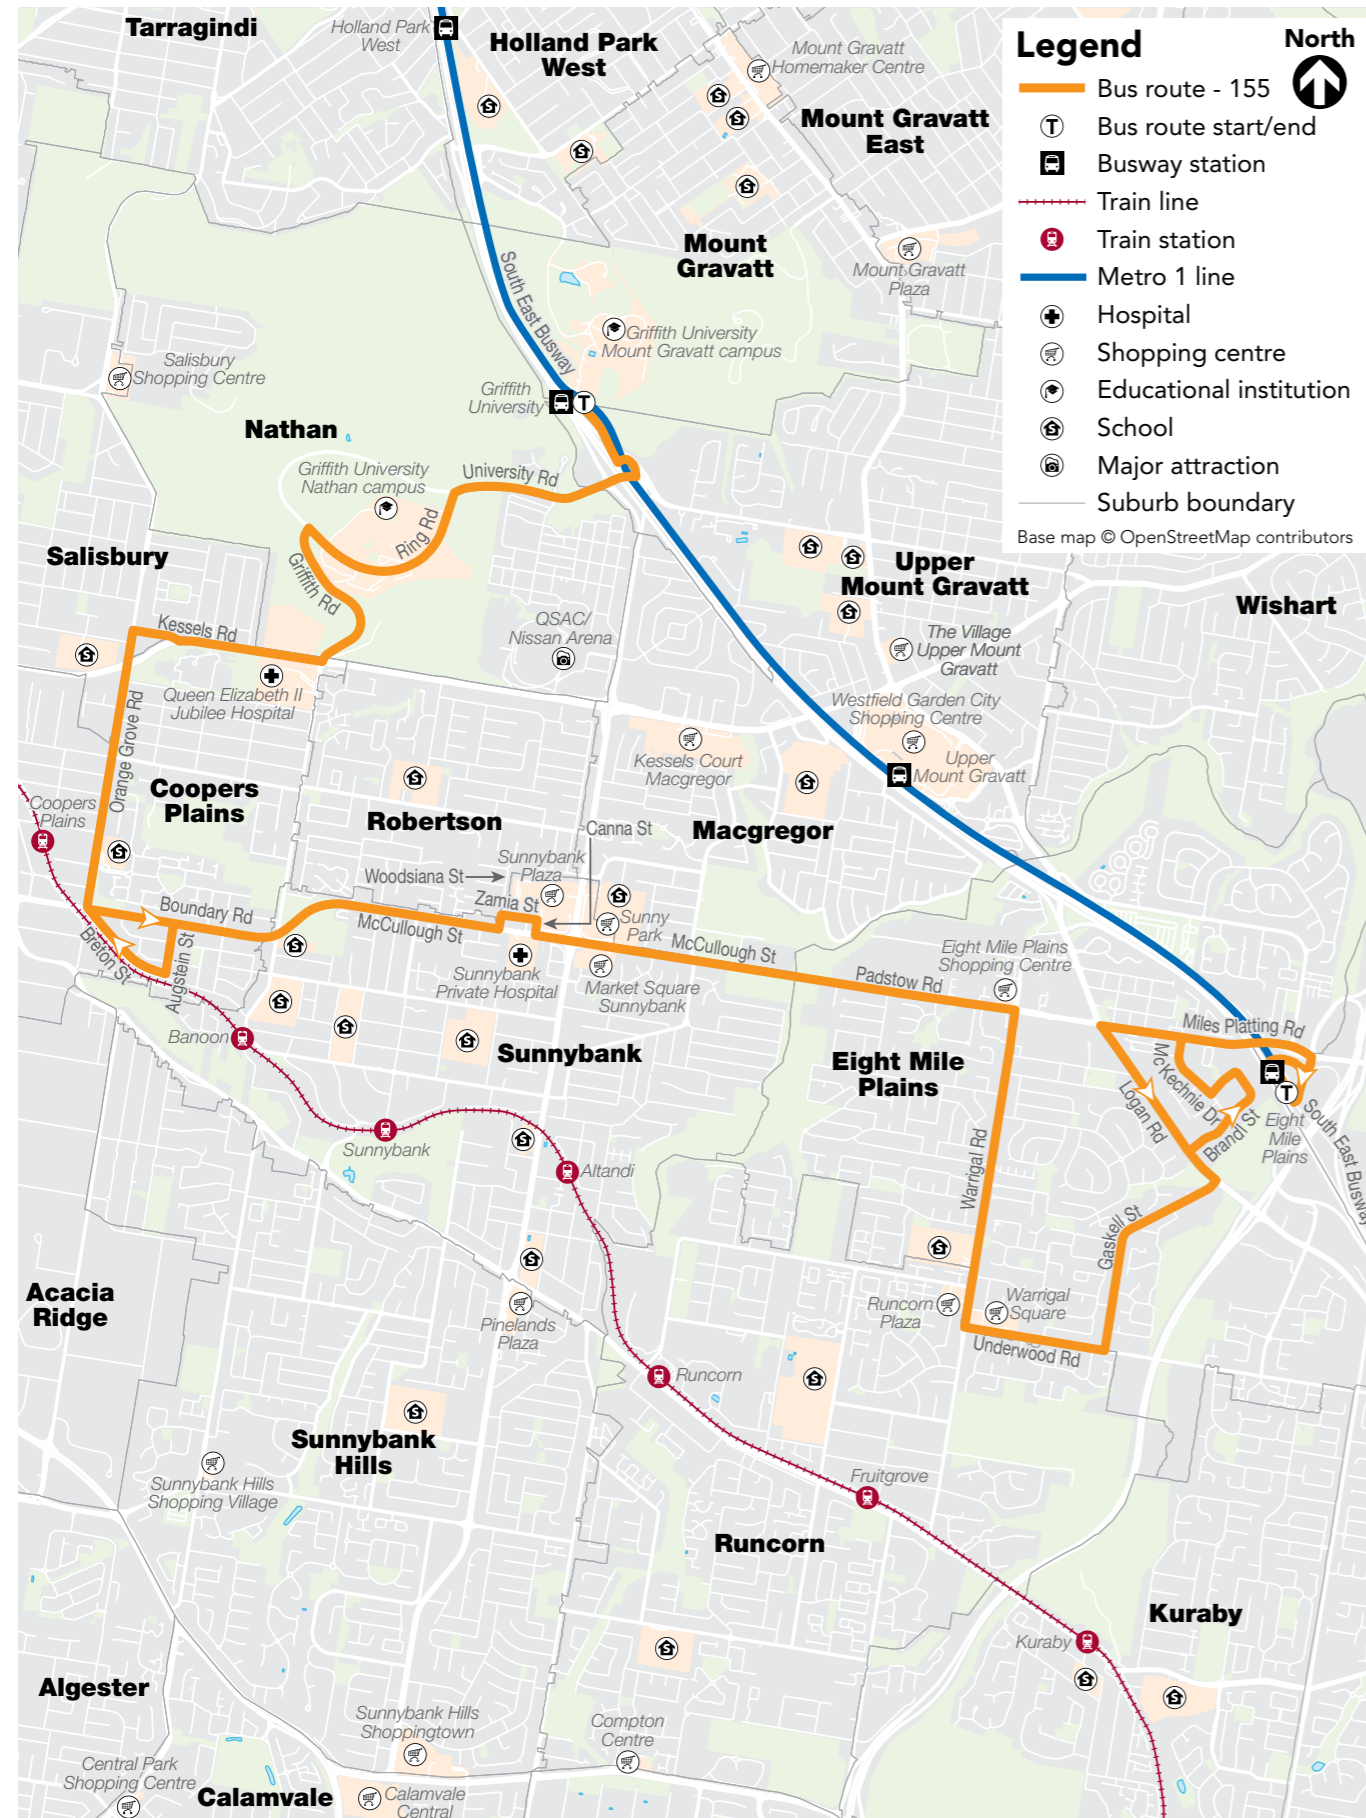 Tarragindi
Holland Park
West
Holland Park
West
Mount Gravatt
Homemaker Centre
Mount Gravatt
East
Legend
North
Bus route - 155
T
Bus route start/end
Busway station
Train line
Train station
Metro 1 line
Hospital
Shopping centre
Educational institution
S
School
Major attraction
Suburb boundary
Base map © OpenStreetMap contributors
Mount
Gravatt
Mount Gravatt
Plaza
South East Busway
Griffith University
Mount Gravatt campus
Salisbury
Shopping Centre
Griffith
University
T
Nathan
Griffith University
Nathan campus
University Rd
Ring Rd
Salisbury
Griffith Rd
Upper
Mount Gravatt
Wishart
Kessels Rd
QSAC/
Nissan Arena
The Village
Upper Mount
Gravatt
Queen Elizabeth II
Jubilee Hospital
Westfield Garden City
Shopping Centre
Orange Grove Rd
Kessels Court
Macgregor
Upper
Mount Gravatt
Coopers
Plains
Coopers
Plains
Robertson
Canna St
Macgregor
Sunnybank
Plaza
Woodsiana St
Zamia St
Boundary Rd
McCullough St
Sunny
Park
McCullough St
Breton St
Augstein St
Sunnybank
Private Hospital
Market Square
Sunnybank
Eight Mile Plains
Shopping Centre
Padstow Rd
Banoon
Sunnybank
Eight Mile
Plains
Miles Platting Rd
McKechnie Dr
Logan Rd
Brandl St
T
Eight
Mile
Plains
South East Busway
Sunnybank
Altandi
Warrigal Rd
Gaskell St
Acacia
Ridge
Pinelands
Plaza
Runcorn
Plaza
Warrigal
Square
Underwood Rd
Runcorn
Sunnybank
Hills
Sunnybank Hills
Shopping Village
Fruitgrove
Runcorn
Kuraby
Kuraby
Algester
Sunnybank Hills
Shoppingtown
Compton
Centre
Central Park
Shopping Centre
Calamvale
Calamvale
Central